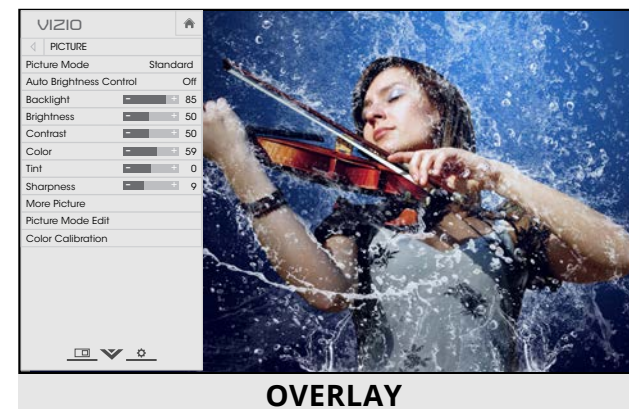 VIZIO
PICTURE
Picture Mode Standard
Auto Brightness Control Off
Backlight - + 85
Brightness - + 50
Contrast - + 50
Color - + 59
Tint - + 0
Sharpness - + 9
More Picture
Picture Mode Edit
Color Calibration
OVERLAY